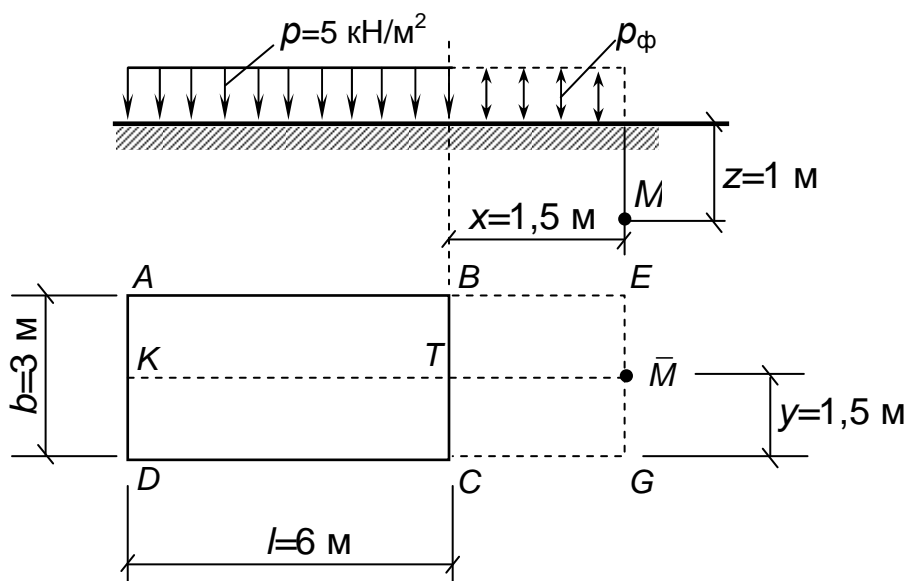 p=5 кН/м²
pф
z=1 м
M
x=1,5 м
A
B
E
b=3 м
K
T
M̄
y=1,5 м
D
C
G
l=6 м